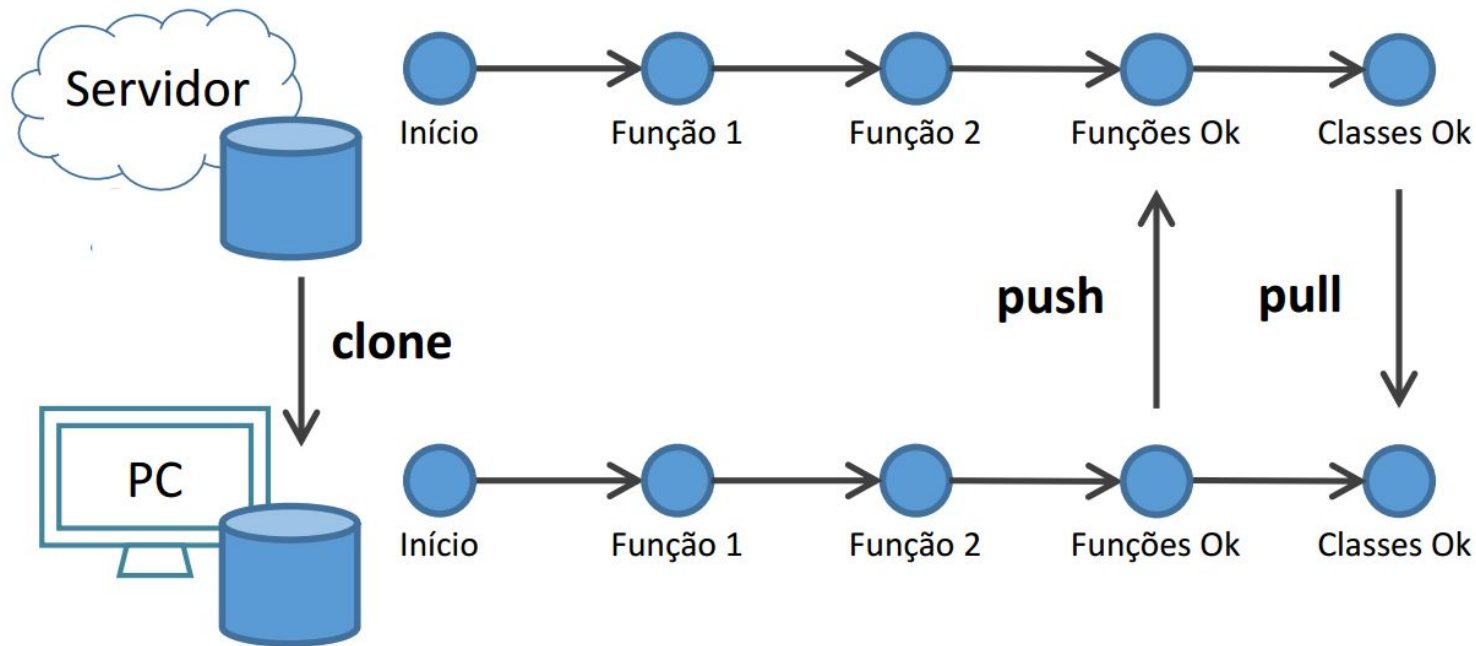 Servidor
Início
Função 1
Função 2
Funções Ok
Classes Ok
clone
push
pull
PC
Início
Função 1
Função 2
Funções Ok
Classes Ok